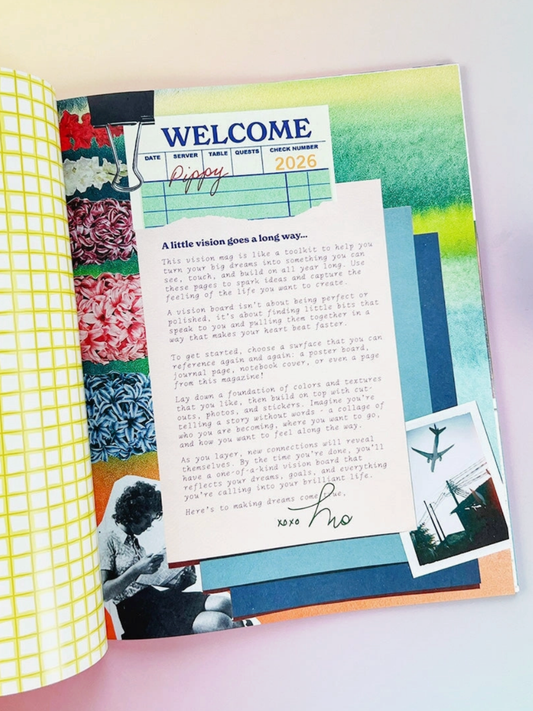 WELCOME
DATE SERVER TABLE GUESTS CHECK NUMBER
Pippy 2026
A little vision goes a long way...
This vision mag is like a toolkit to help you
turn your big dreams into something you can
see, touch, and build on all year long. Use
these pages to spark ideas and capture the
feeling of the life you want to create.
A vision board isn't about being perfect or
polished, it's about finding little bits that
speak to you and pulling them together in a
way that makes your heart beat faster.
To get started, choose a surface that you can
reference again and again: a poster board,
journal page, notebook cover, or even a page
from this magazine!
Lay down a foundation of colors and textures
that you like, then build on top with cut-
outs, photos, and stickers. Imagine you're
telling a story without words - a collage of
who you are becoming, where you want to go,
and how you want to feel along the way.
As you layer, new connections will reveal
themselves. By the time you're done, you'll
have a one-of-a-kind vision board that
reflects your dreams, goals, and everything
you're calling into your brilliant life.
Here's to making dreams come true,
xoxo